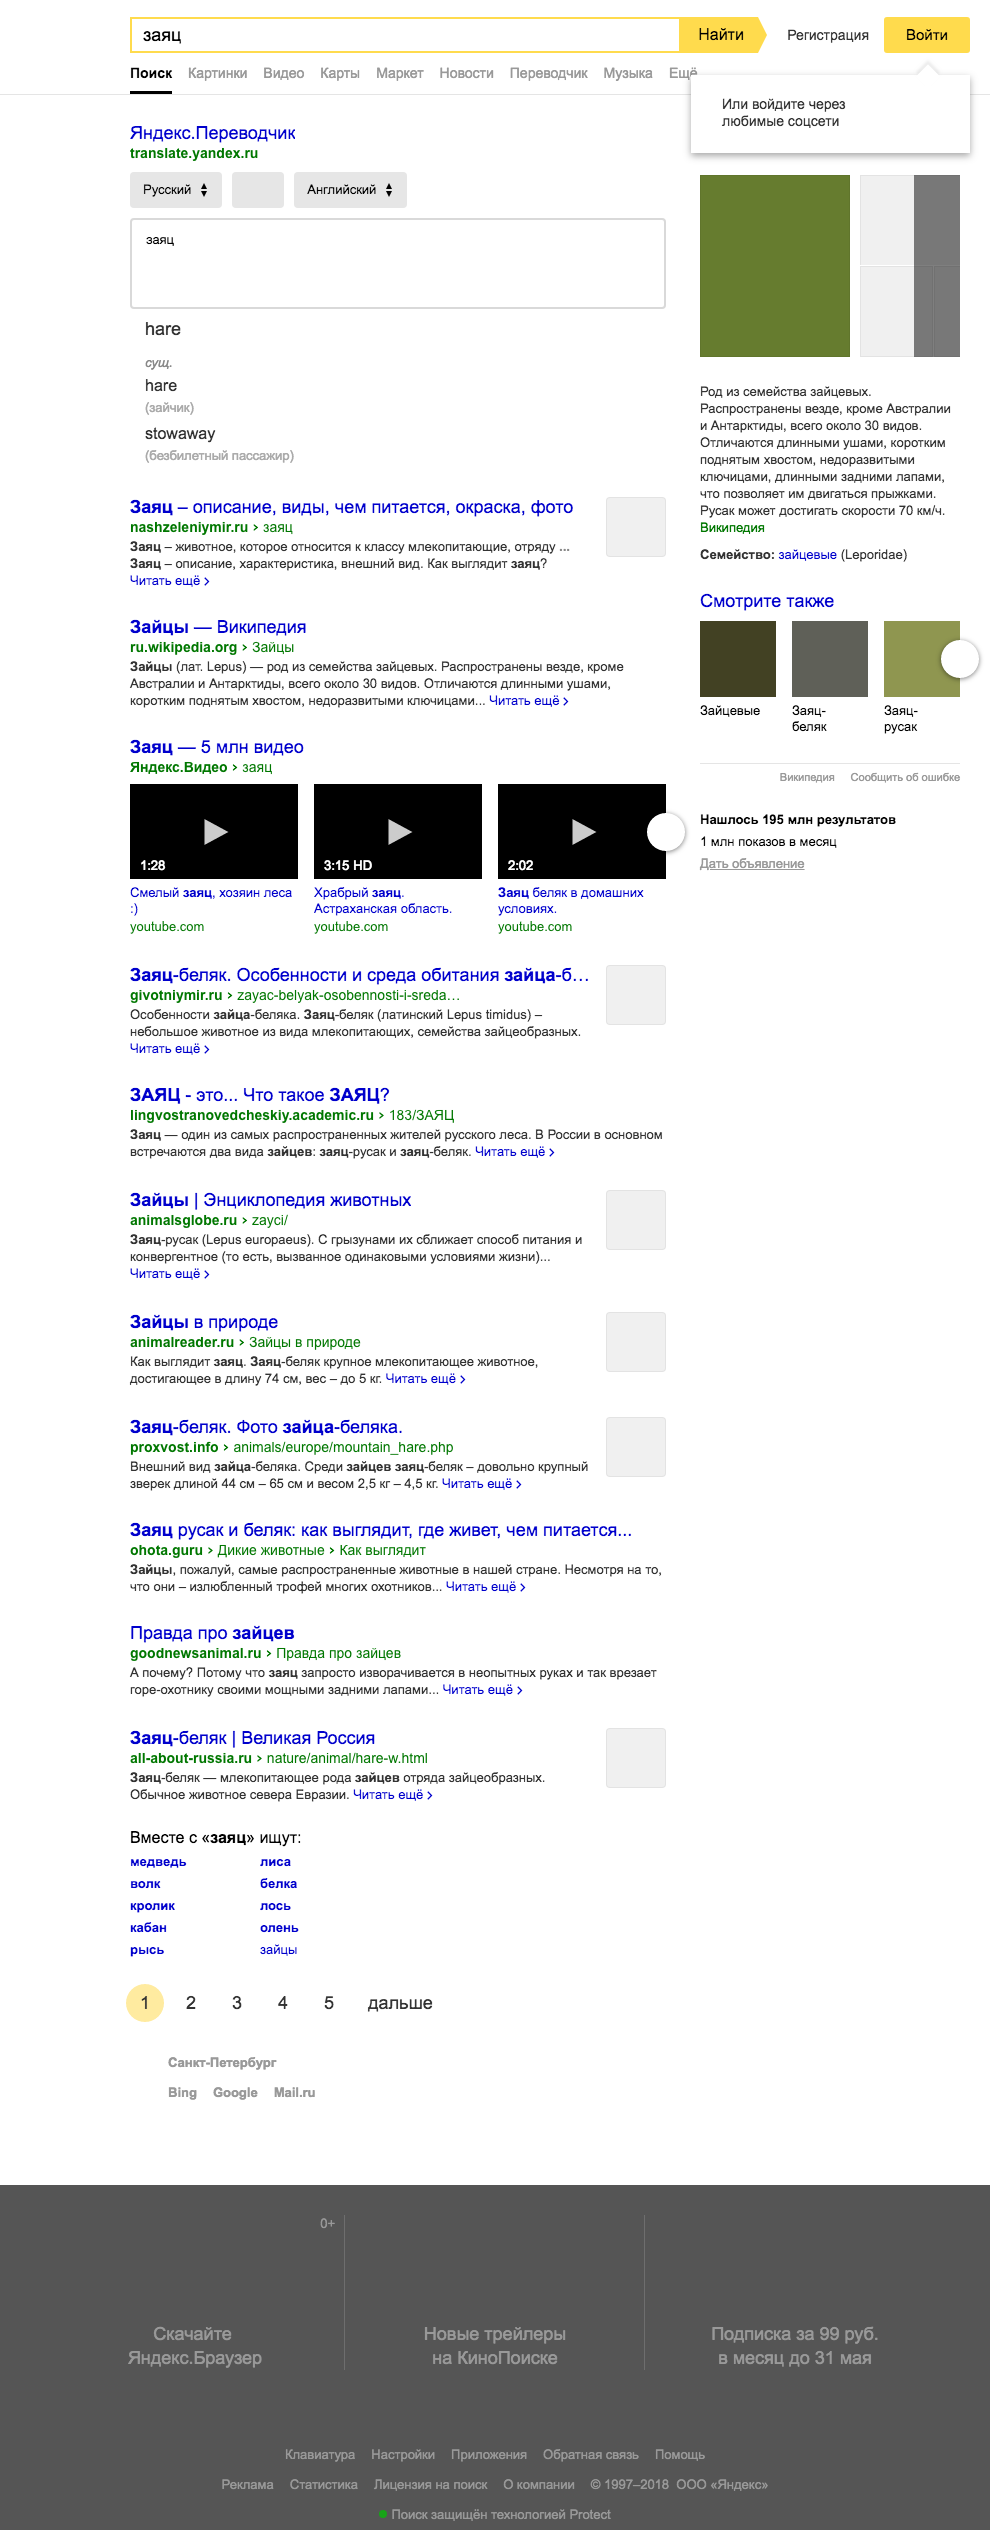 заяц
Найти
Регистрация
Войти
Поиск Картинки Видео Карты Маркет Новости Переводчик Музыка Ещё
Или войдите через
любимые соцсети
Яндекс.Переводчик
translate.yandex.ru
Русский
Английский
заяц
hare
сущ.
hare
(зайчик)
stowaway
(безбилетный пассажир)
Заяц – описание, виды, чем питается, окраска, фото
nashzeleniymir.ru › заяц
Заяц – животное, которое относится к классу млекопитающие, отряду ...
Заяц – описание, характеристика, внешний вид. Как выглядит заяц?
Читать ещё ›
Зайцы — Википедия
ru.wikipedia.org › Зайцы
Зайцы (лат. Lepus) — род из семейства зайцевых. Распространены везде, кроме
Австралии и Антарктиды, всего около 30 видов. Отличаются длинными ушами,
коротким поднятым хвостом, недоразвитыми ключицами... Читать ещё ›
Заяц — 5 млн видео
Яндекс.Видео › заяц
1:28
3:15 HD
2:02
Смелый заяц, хозяин леса
:)
youtube.com
Храбрый заяц.
Астраханская область.
youtube.com
Заяц беляк в домашних
условиях.
youtube.com
Заяц-беляк. Особенности и среда обитания зайца-б...
givotniymir.ru › zayac-belyak-osobennosti-i-sreda…
Особенности зайца-беляка. Заяц-беляк (латинский Lepus timidus) –
небольшое животное из вида млекопитающих, семейства зайцеобразных.
Читать ещё ›
ЗАЯЦ - это... Что такое ЗАЯЦ?
lingvostranovedcheskiy.academic.ru › 183/ЗАЯЦ
Заяц — один из самых распространенных жителей русского леса. В России в основном
встречаются два вида зайцев: заяц-русак и заяц-беляк. Читать ещё ›
Зайцы | Энциклопедия животных
animalsglobe.ru › zayci/
Заяц-русак (Lepus europaeus). С грызунами их сближает способ питания и
конвергентное (то есть, вызванное одинаковыми условиями жизни)...
Читать ещё ›
Зайцы в природе
animalreader.ru › Зайцы в природе
Как выглядит заяц. Заяц-беляк крупное млекопитающее животное,
достигающее в длину 74 см, вес – до 5 кг. Читать ещё ›
Заяц-беляк. Фото зайца-беляка.
proxvost.info › animals/europe/mountain_hare.php
Внешний вид зайца-беляка. Среди зайцев заяц-беляк – довольно крупный
зверек длиной 44 см – 65 см и весом 2,5 кг – 4,5 кг. Читать ещё ›
Заяц русак и беляк: как выглядит, где живет, чем питается...
ohota.guru › Дикие животные › Как выглядит
Зайцы, пожалуй, самые распространенные животные в нашей стране. Несмотря на то,
что они – излюбленный трофей многих охотников... Читать ещё ›
Правда про зайцев
goodnewsanimal.ru › Правда про зайцев
А почему? Потому что заяц запросто изворачивается в неопытных руках и так врезает
горе-охотнику своими мощными задними лапами... Читать ещё ›
Заяц-беляк | Великая Россия
all-about-russia.ru › nature/animal/hare-w.html
Заяц-беляк — млекопитающее рода зайцев отряда зайцеобразных.
Обычное животное севера Евразии. Читать ещё ›
Вместе с «заяц» ищут:
медведь
волк
кролик
кабан
рысь
лиса
белка
лось
олень
зайцы
1 2 3 4 5 дальше
Санкт-Петербург
Bing Google Mail.ru
Род из семейства зайцевых.
Распространены везде, кроме Австралии
и Антарктиды, всего около 30 видов.
Отличаются длинными ушами, коротким
поднятым хвостом, недоразвитыми
ключицами, длинными задними лапами,
что позволяет им двигаться прыжками.
Русак может достигать скорости 70 км/ч.
Википедия
Семейство: зайцевые (Leporidae)
Смотрите также
Зайцевые
Заяц-
беляк
Заяц-
русак
Википедия Сообщить об ошибке
Нашлось 195 млн результатов
1 млн показов в месяц
Дать объявление
0+
Скачайте
Яндекс.Браузер
Новые трейлеры
на КиноПоиске
Подписка за 99 руб.
в месяц до 31 мая
Клавиатура Настройки Приложения Обратная связь Помощь
Реклама Статистика Лицензия на поиск О компании © 1997–2018 ООО «Яндекс»
Поиск защищён технологией Protect